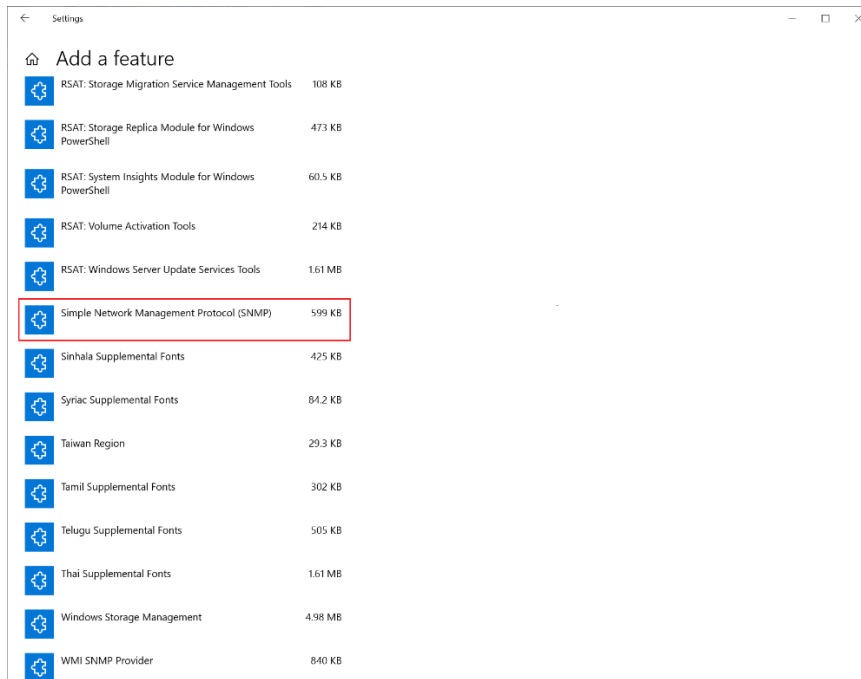 Settings
Add a feature
RSAT: Storage Migration Service Management Tools 108 KB
RSAT: Storage Replica Module for Windows 473 KB
PowerShell
RSAT: System Insights Module for Windows 60.5 KB
PowerShell
RSAT: Volume Activation Tools 214 KB
RSAT: Windows Server Update Services Tools 1.61 MB
Simple Network Management Protocol (SNMP) 599 KB
Sinhala Supplemental Fonts 425 KB
Syriac Supplemental Fonts 84.2 KB
Taiwan Region 29.3 KB
Tamil Supplemental Fonts 302 KB
Telugu Supplemental Fonts 505 KB
Thai Supplemental Fonts 1.61 MB
Windows Storage Management 4.98 MB
WMI SNMP Provider 840 KB